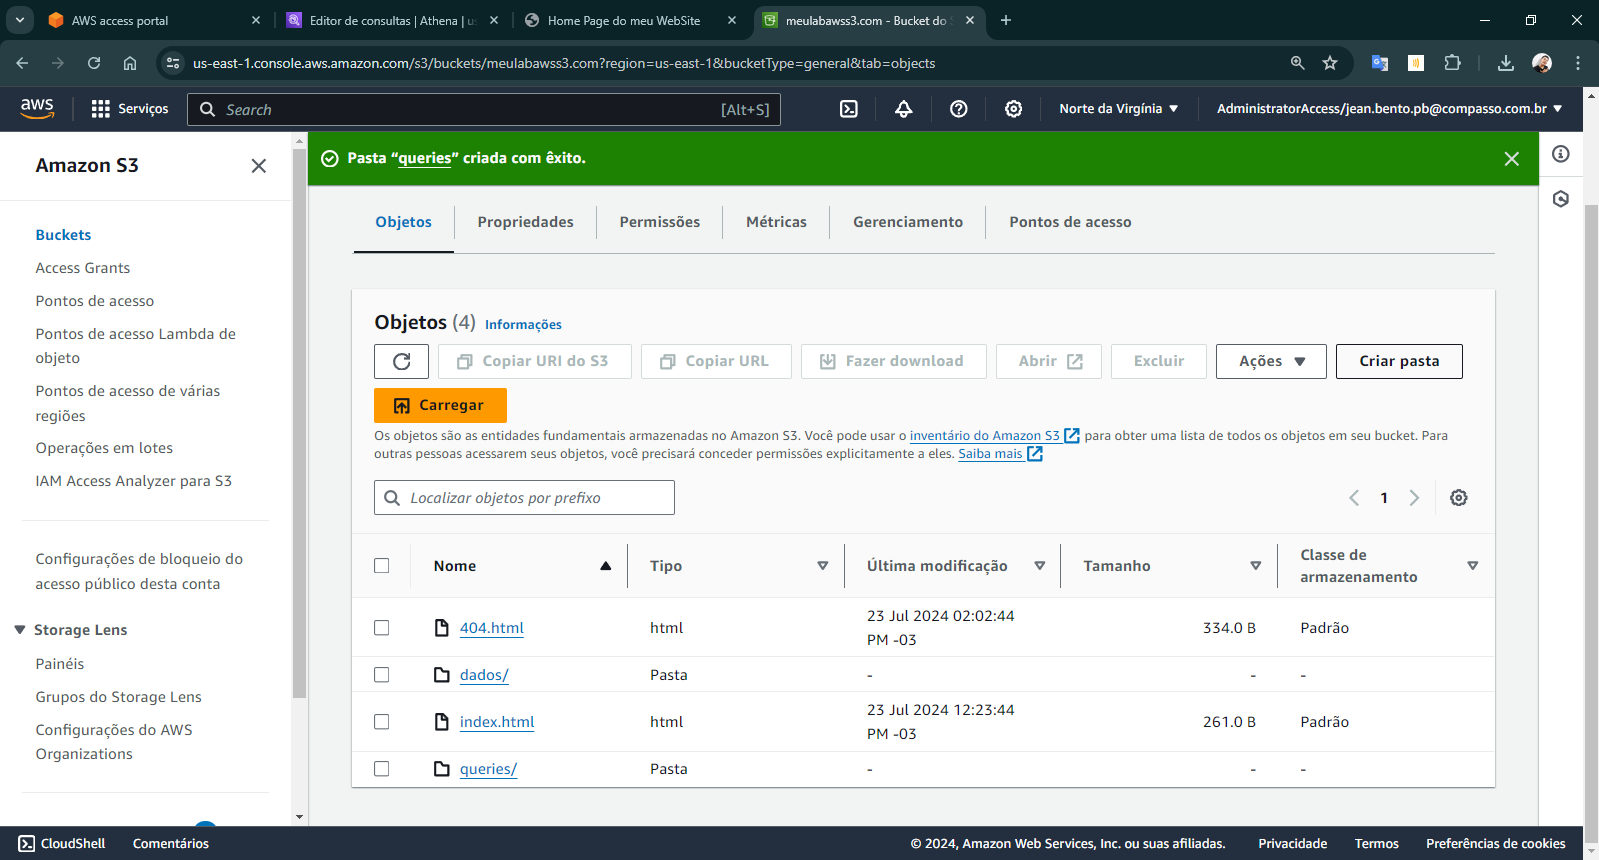 AWS access portal
Editor de consultas | Athena | us
Home Page do meu WebSite
meulabawss3.com - Bucket do S
us-east-1.console.aws.amazon.com/s3/buckets/meulabawss3.com?region=us-east-1&bucketType=general&tab=objects
aws
Serviços
Search
[Alt+S]
Norte da Virgínia
AdministratorAccess/jean.bento.pb@compasso.com.br
Amazon S3
Buckets
Access Grants
Pontos de acesso
Pontos de acesso Lambda de
objeto
Pontos de acesso de várias
regiões
Operações em lotes
IAM Access Analyzer para S3
Configurações de bloqueio do
acesso público desta conta
Storage Lens
Painéis
Grupos do Storage Lens
Configurações do AWS
Organizations
Pasta “queries” criada com êxito.
Objetos
Propriedades
Permissões
Métricas
Gerenciamento
Pontos de acesso
Objetos (4) Informações
Copiar URI do S3
Copiar URL
Fazer download
Abrir
Excluir
Ações
Criar pasta
Carregar
Os objetos são as entidades fundamentais armazenadas no Amazon S3. Você pode usar o inventário do Amazon S3 para obter uma lista de todos os objetos em seu bucket. Para
outras pessoas acessarem seus objetos, você precisará conceder permissões explicitamente a eles. Saiba mais
Localizar objetos por prefixo
1
Nome
Tipo
Última modificação
Tamanho
Classe de
armazenamento
404.html
html
23 Jul 2024 02:02:44
PM -03
334.0 B
Padrão
dados/
Pasta
-
-
-
index.html
html
23 Jul 2024 12:23:44
PM -03
261.0 B
Padrão
queries/
Pasta
-
-
-
CloudShell
Comentários
© 2024, Amazon Web Services, Inc. ou suas afiliadas.
Privacidade
Termos
Preferências de cookies